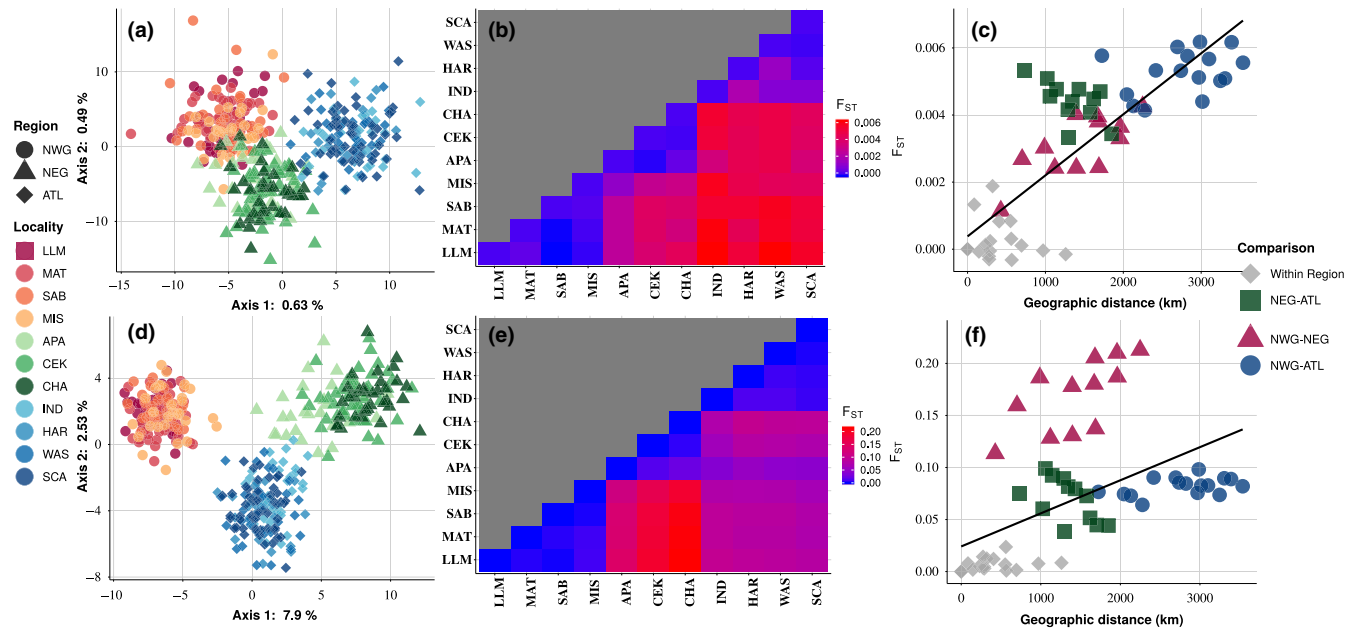 Region
NWG
NEG
ATL
Locality
LLM
MAT
SAB
MIS
APA
CEK
CHA
IND
HAR
WAS
SCA
(a)
Axis 2: 0.49 %
10
0
−10
−15
−10
−5
0
5
10
Axis 1: 0.63 %
(b)
SCA
WAS
HAR
IND
CHA
CEK
APA
MIS
SAB
MAT
LLM
LLM
MAT
SAB
MIS
APA
CEK
CHA
IND
HAR
WAS
SCA
FST
0.006
0.004
0.002
0.000
(c)
FST
0.006
0.004
0.002
0.000
0
1000
2000
3000
Geographic distance (km)
Comparison
Within Region
NEG-ATL
NWG-NEG
NWG-ATL
(d)
Axis 2: 2.53 %
4
0
−4
−8
−10
−5
0
5
10
Axis 1: 7.9 %
(e)
SCA
WAS
HAR
IND
CHA
CEK
APA
MIS
SAB
MAT
LLM
LLM
MAT
SAB
MIS
APA
CEK
CHA
IND
HAR
WAS
SCA
FST
0.20
0.15
0.10
0.05
0.00
(f)
FST
0.20
0.15
0.10
0.05
0.00
0
1000
2000
3000
Geographic distance (km)